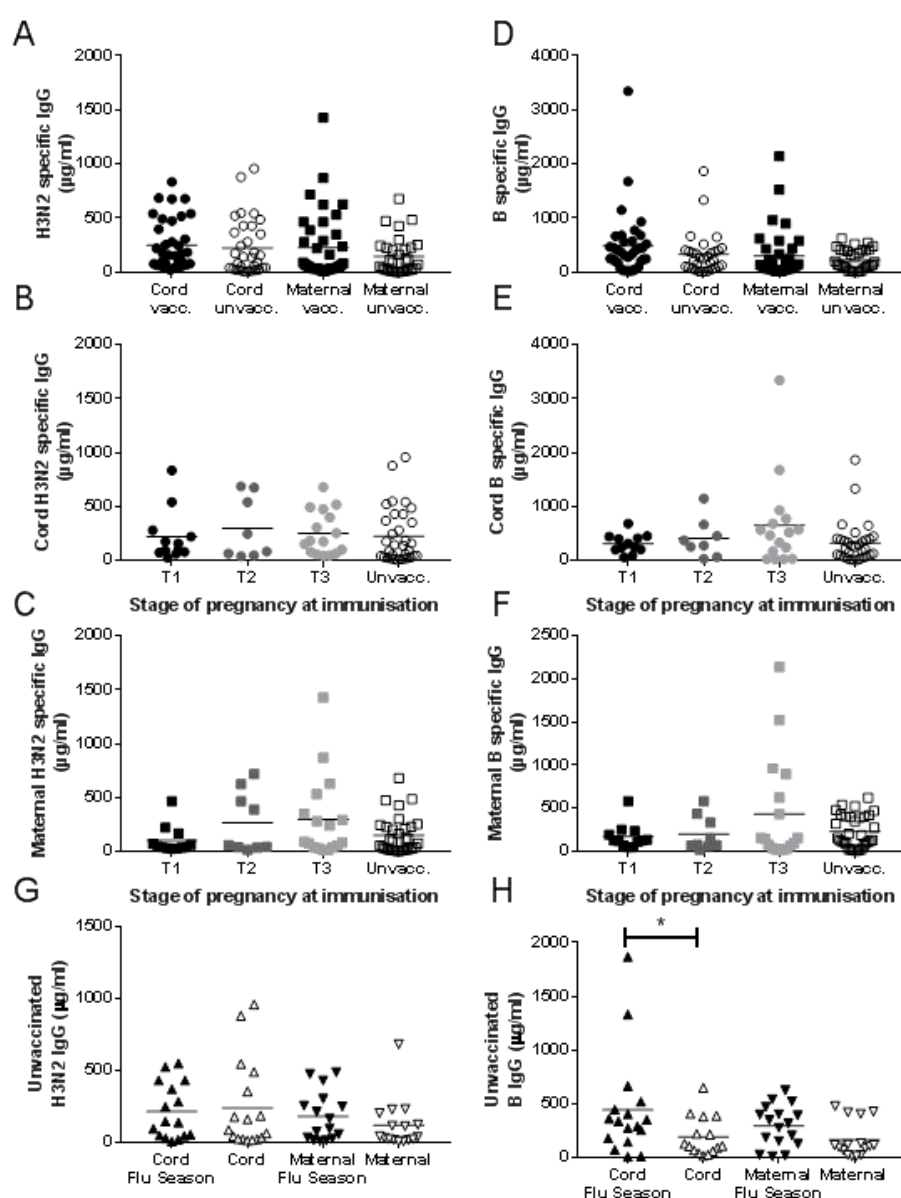 A
H3N2 specific IgG
(µg/ml)
2000
1500
1000
500
0
Cord
vacc.
Cord
unvacc.
Maternal
vacc.
Maternal
unvacc.
D
B specific IgG
(µg/ml)
4000
3000
2000
1000
0
Cord
vacc.
Cord
unvacc.
Maternal
vacc.
Maternal
unvacc.
B
Cord H3N2 specific IgG
(µg/ml)
2000
1500
1000
500
0
T1
T2
T3
Unvacc.
Stage of pregnancy at immunisation
E
Cord B specific IgG
(µg/ml)
4000
3000
2000
1000
0
T1
T2
T3
Unvacc.
Stage of pregnancy at immunisation
C
Maternal H3N2 specific IgG
(µg/ml)
2000
1500
1000
500
0
T1
T2
T3
Unvacc.
Stage of pregnancy at immunisation
F
Maternal B specific IgG
(µg/ml)
2500
2000
1500
1000
500
0
T1
T2
T3
Unvacc.
Stage of pregnancy at immunisation
G
Unvaccinated
H3N2 IgG (µg/ml)
1500
1000
500
0
Cord
Flu Season
Cord
Maternal
Flu Season
Maternal
H
Unvaccinated
B IgG (µg/ml)
2000
1500
1000
500
0
*
Cord
Flu Season
Cord
Maternal
Flu Season
Maternal